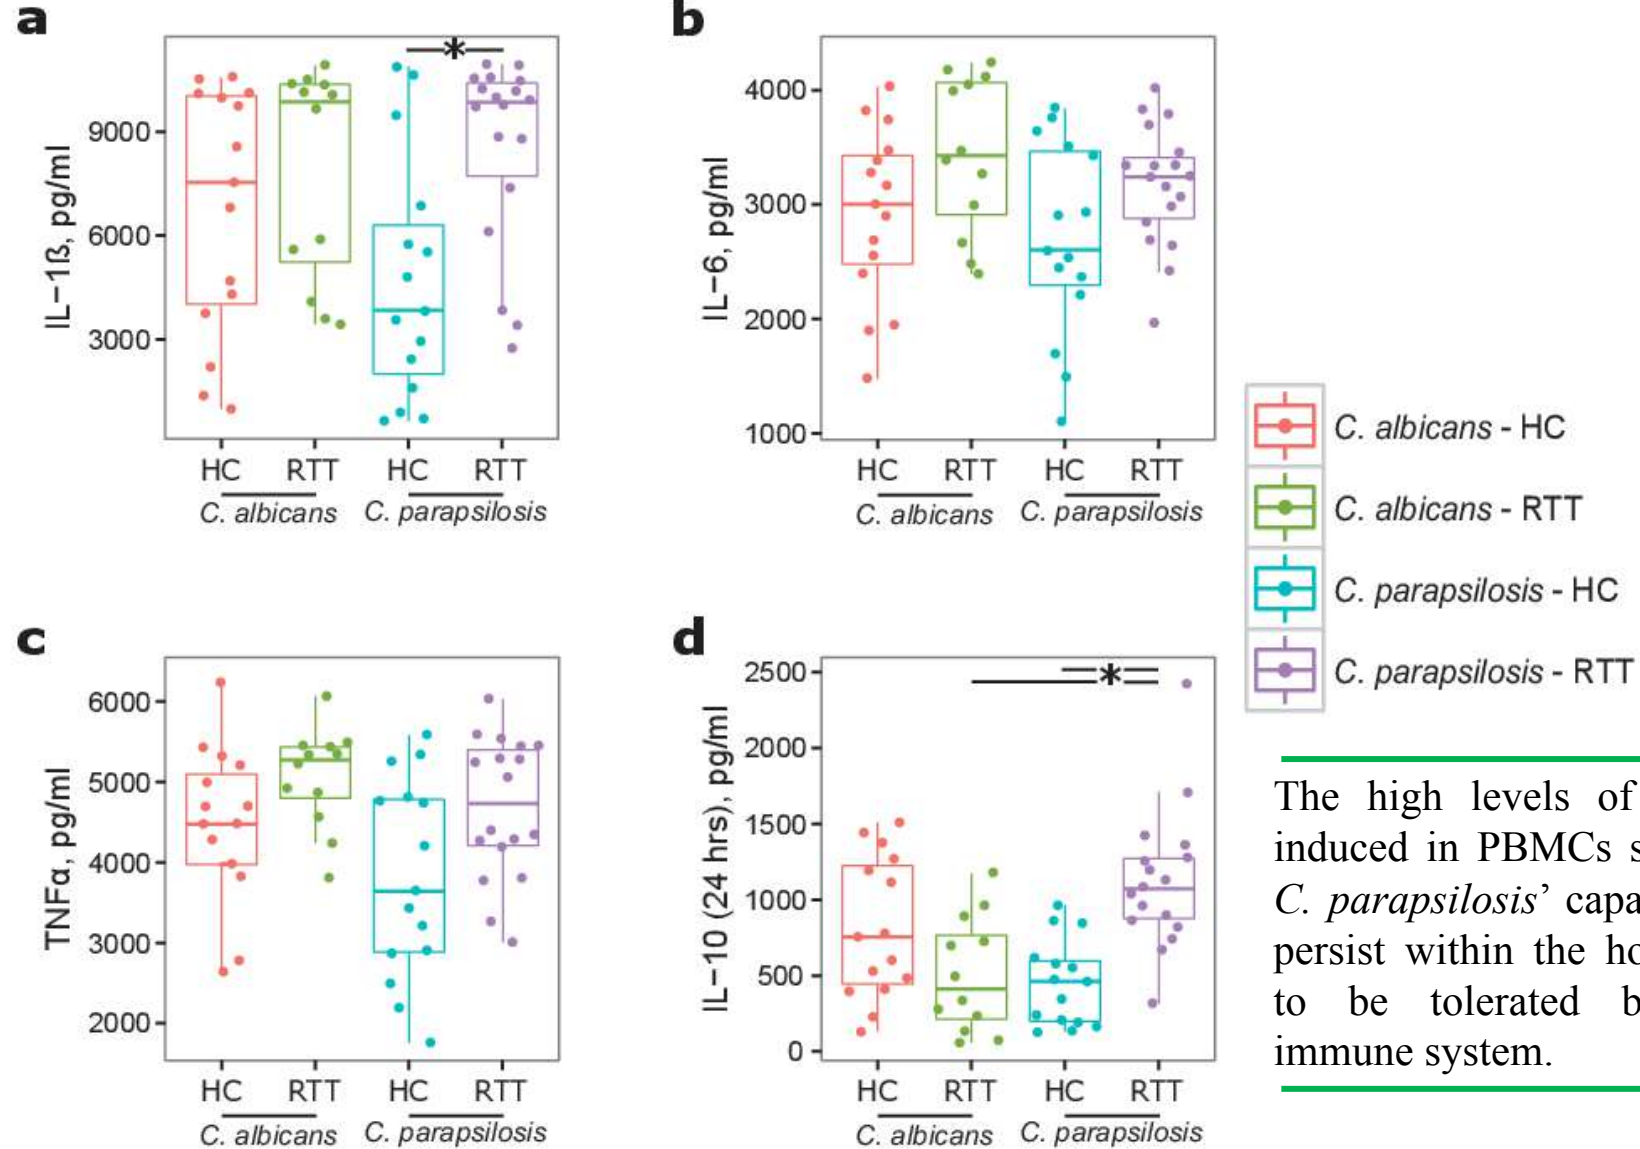 a
*
IL−1ß, pg/ml
9000
6000
3000
HC RTT HC RTT
C. albicans C. parapsilosis
b
IL−6, pg/ml
4000
3000
2000
1000
HC RTT HC RTT
C. albicans C. parapsilosis
C. albicans - HC
C. albicans - RTT
C. parapsilosis - HC
C. parapsilosis - RTT
c
TNFα, pg/ml
6000
5000
4000
3000
2000
HC RTT HC RTT
C. albicans C. parapsilosis
d
*
IL−10 (24 hrs), pg/ml
2500
2000
1500
1000
500
0
HC RTT HC RTT
C. albicans C. parapsilosis
The high levels of
induced in PBMCs
C. parapsilosis’
persist within the
to be tolerated
immune system.